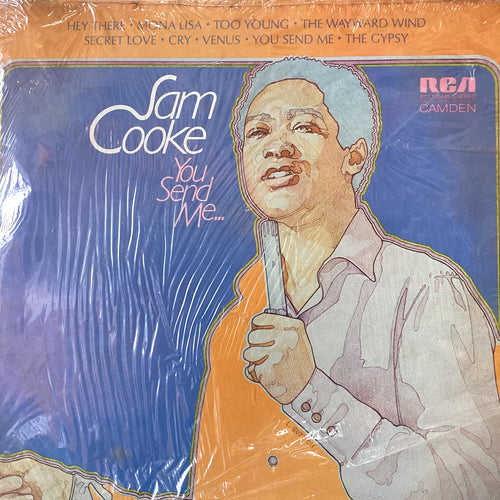 HEY THERE • MONA LISA • TOO YOUNG • THE WAYWARD WIND
SECRET LOVE • CRY • VENUS • YOU SEND ME • THE GYPSY
Sam
Cooke
You
Send
Me...
RCA
CAMDEN